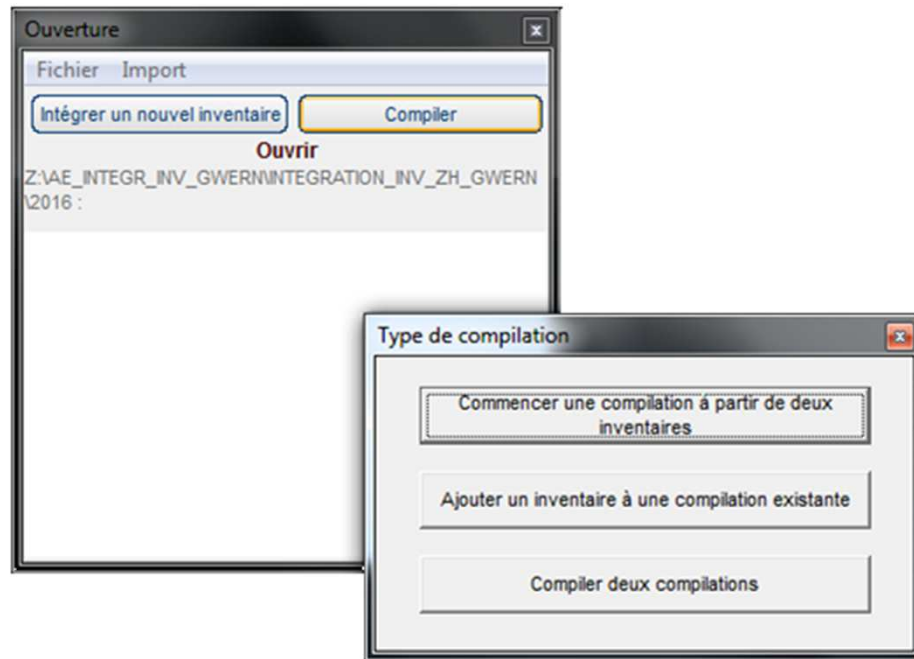 Ouverture
Fichier Import
Intégrer un nouvel inventaire Compiler
Ouvrir
Z:\AE_INTEGR_INV_GWERN\INTEGRATION_INV_ZH_GWERN
\2016 :
Type de compilation
Commencer une compilation á partir de deux
inventaires
Ajouter un inventaire à une compilation existante
Compiler deux compilations